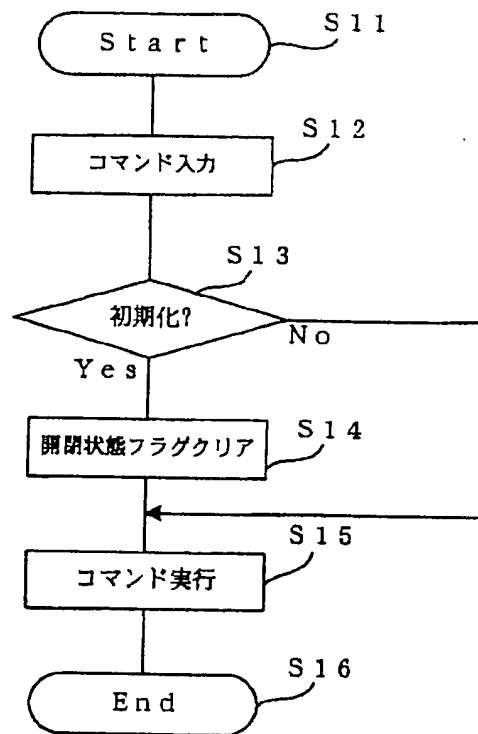 Start
S11
S12
コマンド入力
S13
初期化?
No
Yes
S14
開閉状態フラグクリア
S15
コマンド実行
S16
End